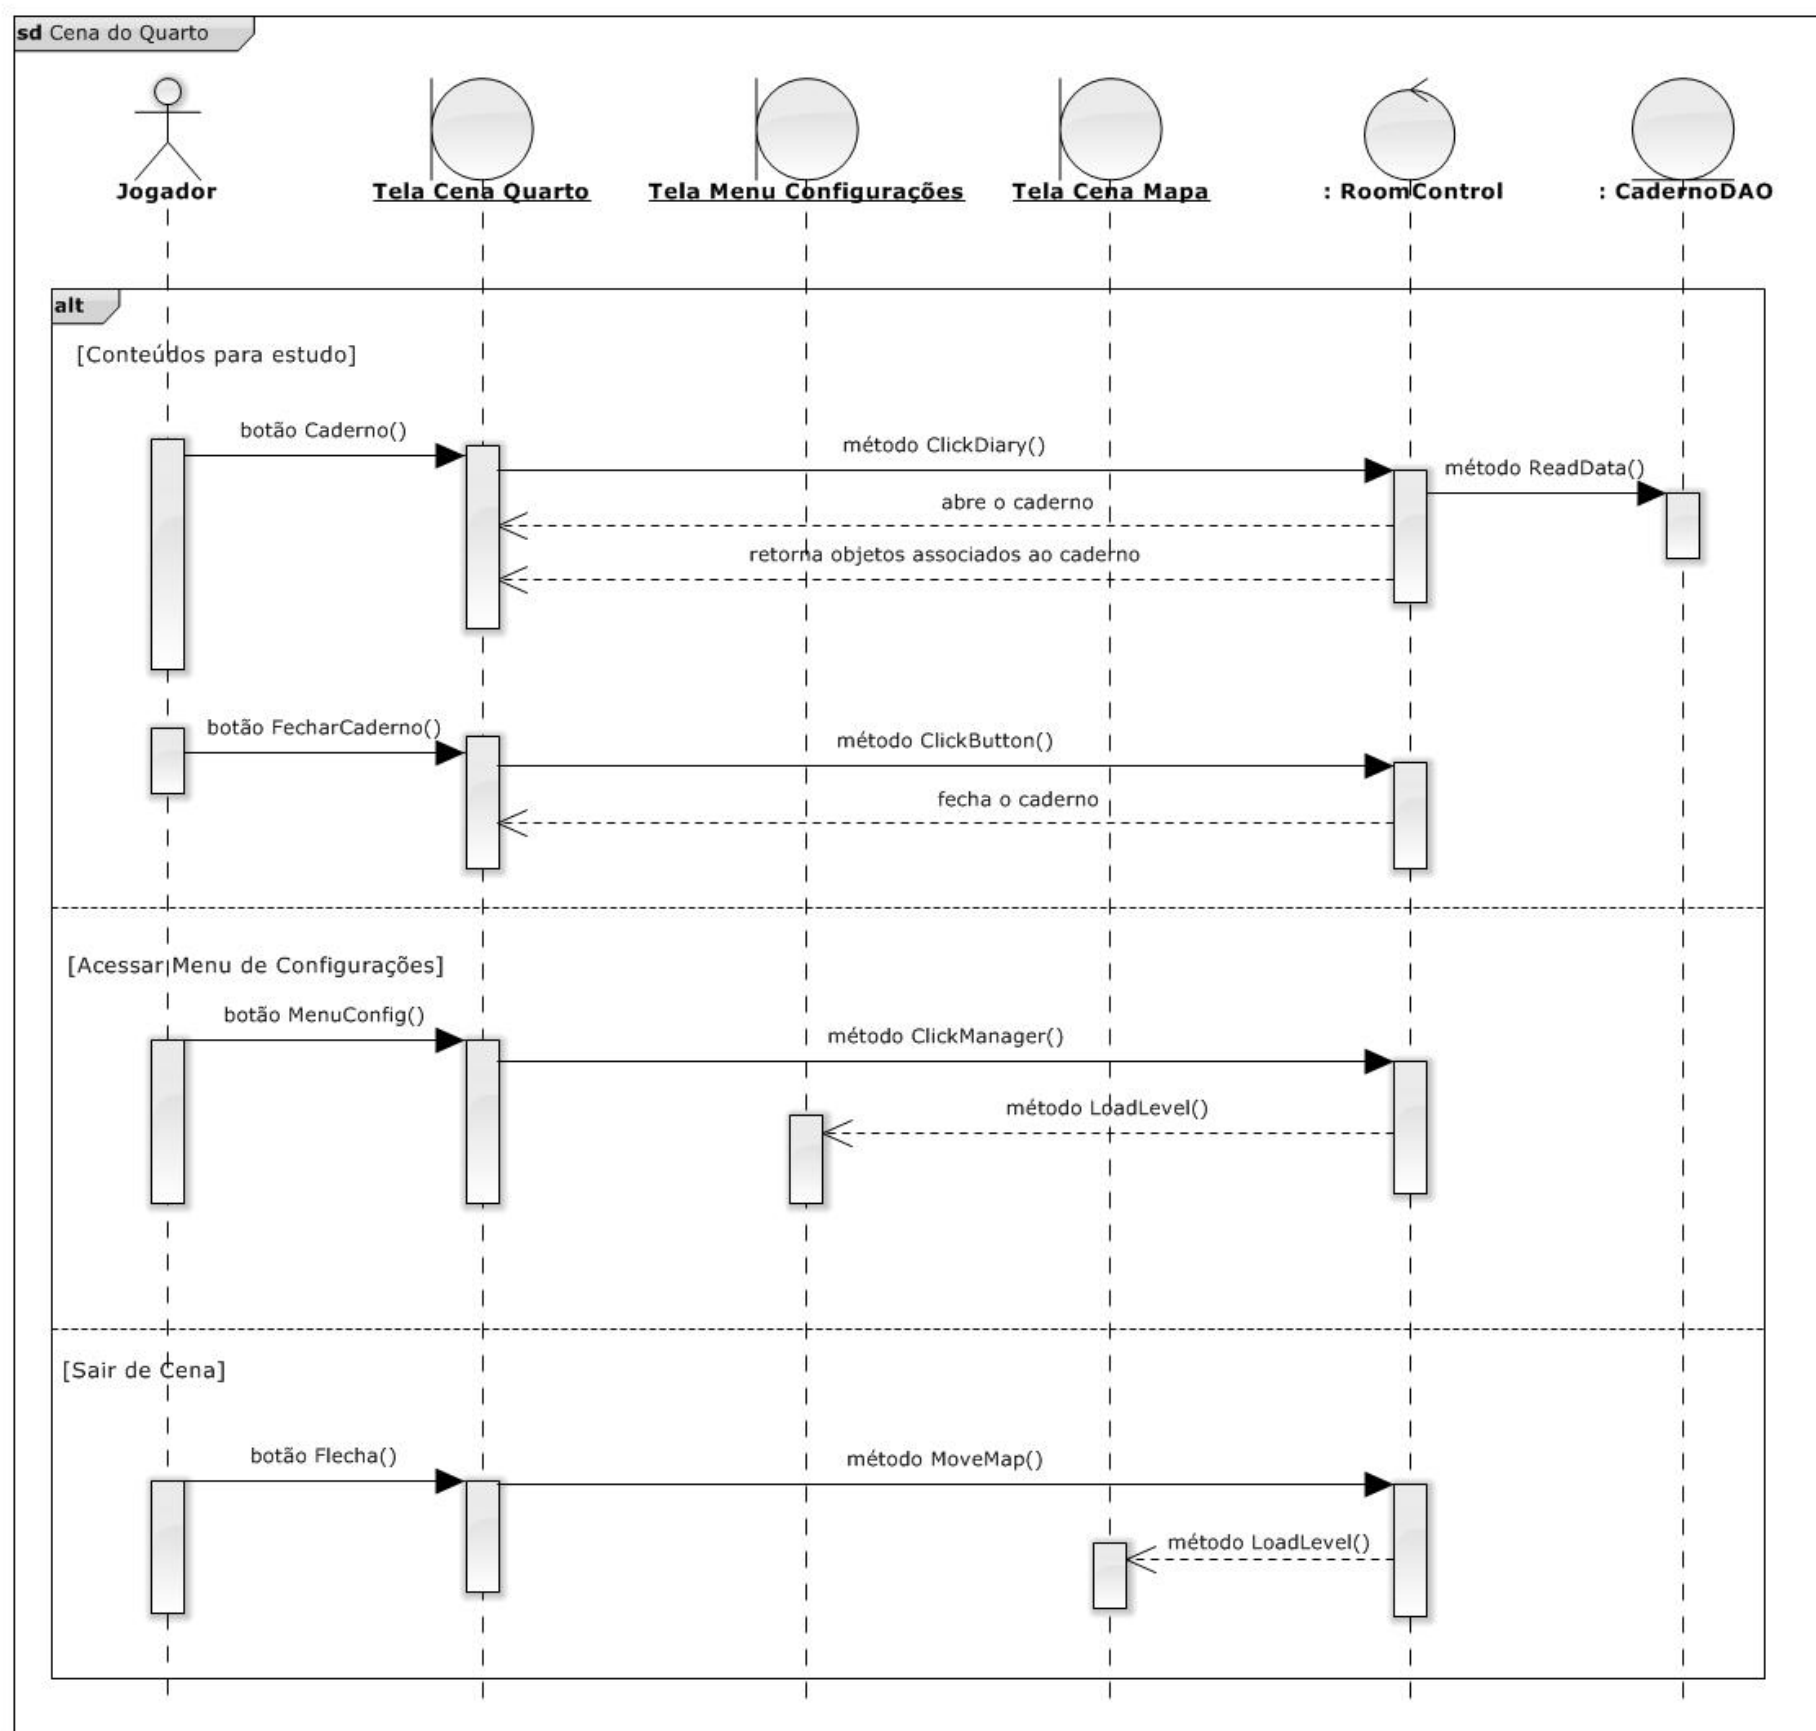 sd Cena do Quarto
Jogador
Tela Cena Quarto
Tela Menu Configurações
Tela Cena Mapa
: RoomControl
: CadernoDAO
alt
[Conteúdos para estudo]
botão Caderno()
método ClickDiary()
método ReadData()
abre o caderno
retorna objetos associados ao caderno
botão FecharCaderno()
método ClickButton()
fecha o caderno
[Acessar Menu de Configurações]
botão MenuConfig()
método ClickManager()
método LoadLevel()
[Sair de Cena]
botão Flecha()
método MoveMap()
método LoadLevel()